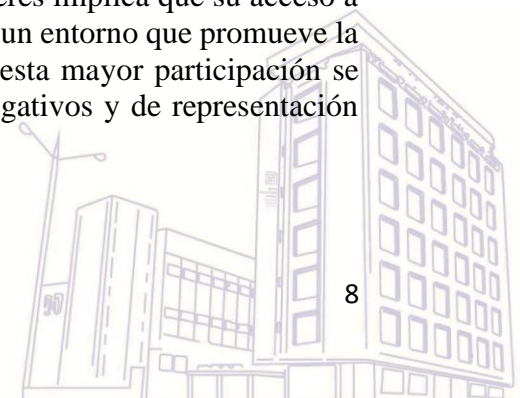 eres implica que su acceso a
un entorno que promueve la
esta mayor participación se
gativos y de representación
8